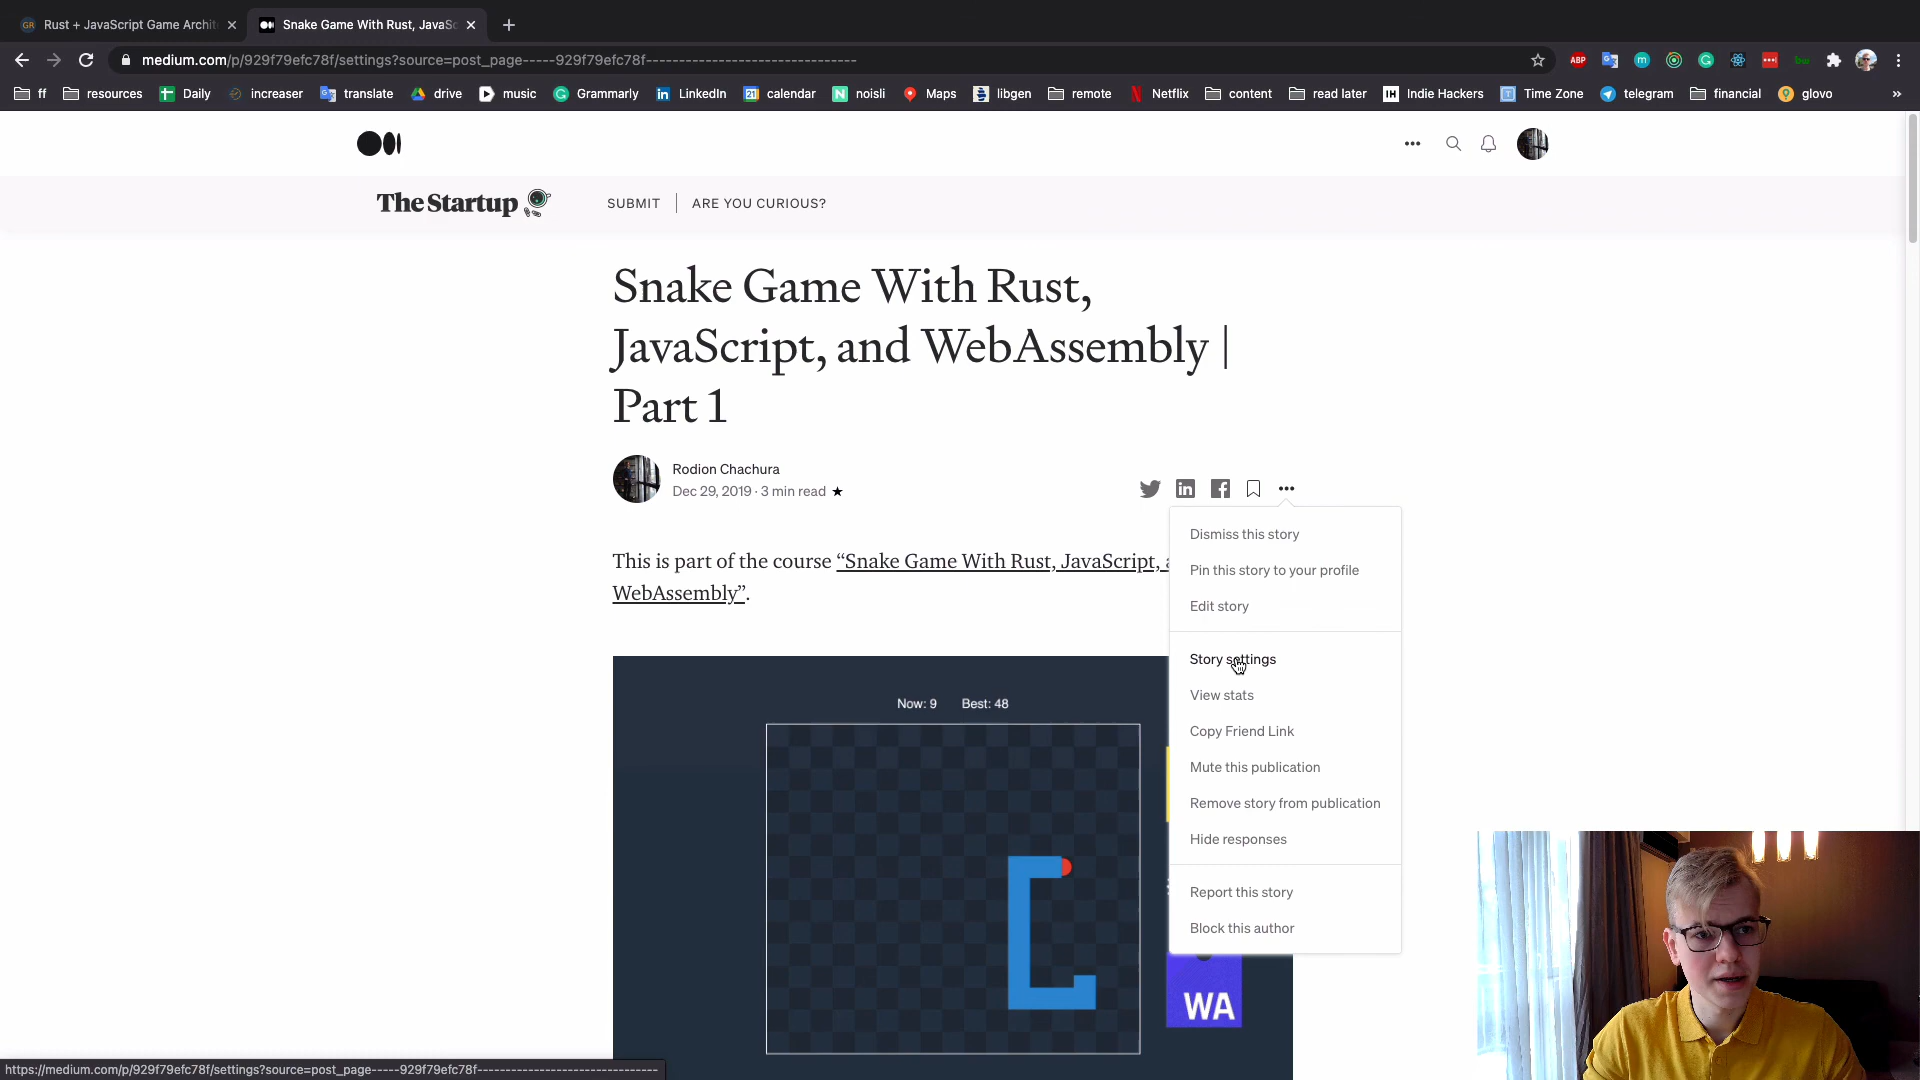 Rust + JavaScript Game Archit
Snake Game With Rust, JavaSc
medium.com/p/929f79efc78f/settings?source=post_page-----929f79efc78f--------------------------------
ABP
ff
resources
Daily
increaser
translate
drive
music
Grammarly
LinkedIn
calendar
noisli
Maps
libgen
remote
Netflix
content
read later
Indie Hackers
Time Zone
telegram
financial
glovo
The Startup
SUBMIT
ARE YOU CURIOUS?
Snake Game With Rust,
JavaScript, and WebAssembly |
Part 1
Rodion Chachura
Dec 29, 2019 · 3 min read ★
This is part of the course “Snake Game With Rust, JavaScript, a
WebAssembly”.
Dismiss this story
Pin this story to your profile
Edit story
Story settings
View stats
Copy Friend Link
Mute this publication
Remove story from publication
Hide responses
Report this story
Block this author
Now: 9 Best: 48
WA
https://medium.com/p/929f79efc78f/settings?source=post_page-----929f79efc78f--------------------------------